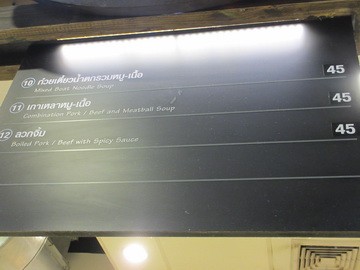 10 ก๋วยเตี๋ยวน้ำตกรวมหมู-เนื้อ 45
Mixed Boat Noodle Soup
11 เกาเหลาหมู-เนื้อ 45
Combination Pork / Beef and Meatball Soup
12 ลวกจิ้ม 45
Boiled Pork / Beef with Spicy Sauce